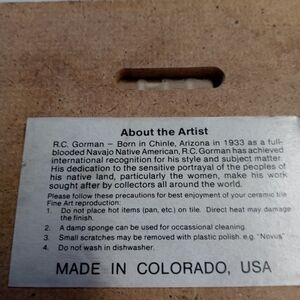 About the Artist
R.C. Gorman – Born in Chinle, Arizona in 1933 as a full-
blooded Navajo Native American, R.C. Gorman has achieved
international recognition for his style and subject matter.
His dedication to the sensitive portrayal of the peoples of
his native land, particularly the women, make his work
sought after by collectors all around the world.
Please follow these precautions for best enjoyment of your ceramic tile
Fine Art reproduction:
1. Do not place hot items (pan, etc.) on tile. Direct heat may damage
the finish.
2. A damp sponge can be used for occassional cleaning.
3. Small scratches may be removed with plastic polish. e.g. "Novus"
4. Do not wash in dishwasher.
MADE IN COLORADO, USA